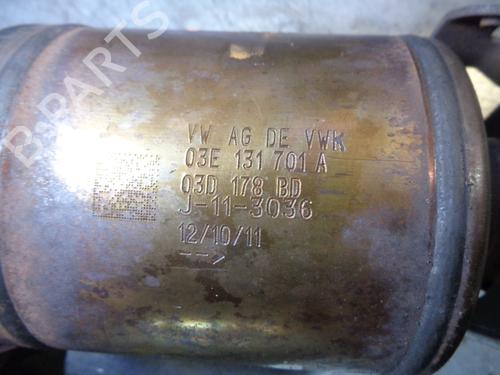 B-PARTS
VW AG DE VWK
03E 131 701 A
03D 178 BD
J-11-3036
12/10/11
-->